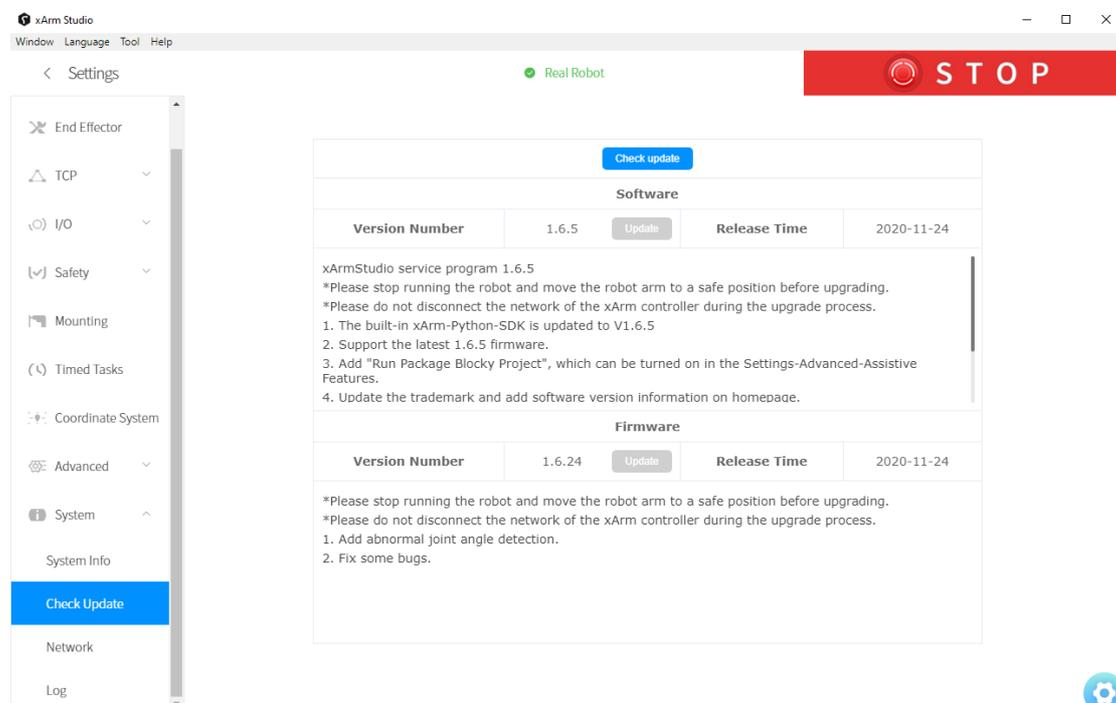 xArm Studio
Window Language Tool Help
Settings
Real Robot
STOP
End Effector
TCP
I/O
Safety
Mounting
Timed Tasks
Coordinate System
Advanced
System
System Info
Check Update
Network
Log
Check update
Software
Version Number 1.6.5 Update Release Time 2020-11-24
xArmStudio service program 1.6.5
*Please stop running the robot and move the robot arm to a safe position before upgrading.
*Please do not disconnect the network of the xArm controller during the upgrade process.
1. The built-in xArm-Python-SDK is updated to V1.6.5
2. Support the latest 1.6.5 firmware.
3. Add "Run Package Blocky Project", which can be turned on in the Settings-Advanced-Assistive
Features.
4. Update the trademark and add software version information on homepage.
Firmware
Version Number 1.6.24 Update Release Time 2020-11-24
*Please stop running the robot and move the robot arm to a safe position before upgrading.
*Please do not disconnect the network of the xArm controller during the upgrade process.
1. Add abnormal joint angle detection.
2. Fix some bugs.